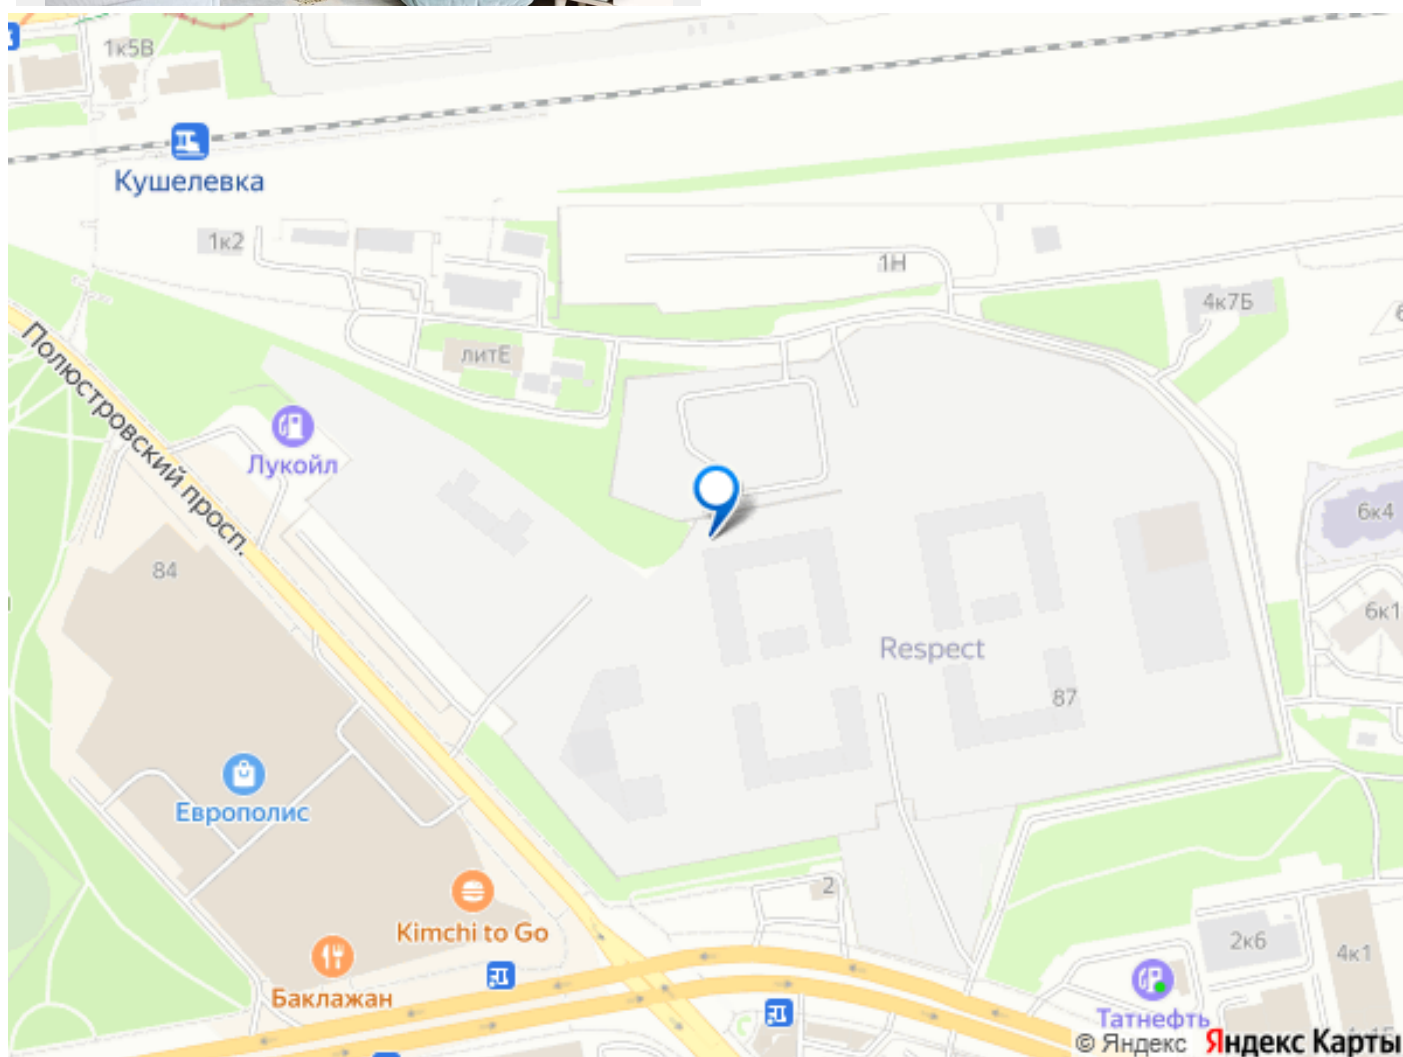 1к5В
Кушелевка
1к2
1Н
4к7Б
литЕ
Полюстровский просп.
Лукойл
6к4
84
6к1
Respect
87
Европолис
2
Kimchi to Go
2к6
4к1
Баклажан
Татнефть
© Яндекс Яндекс Карты